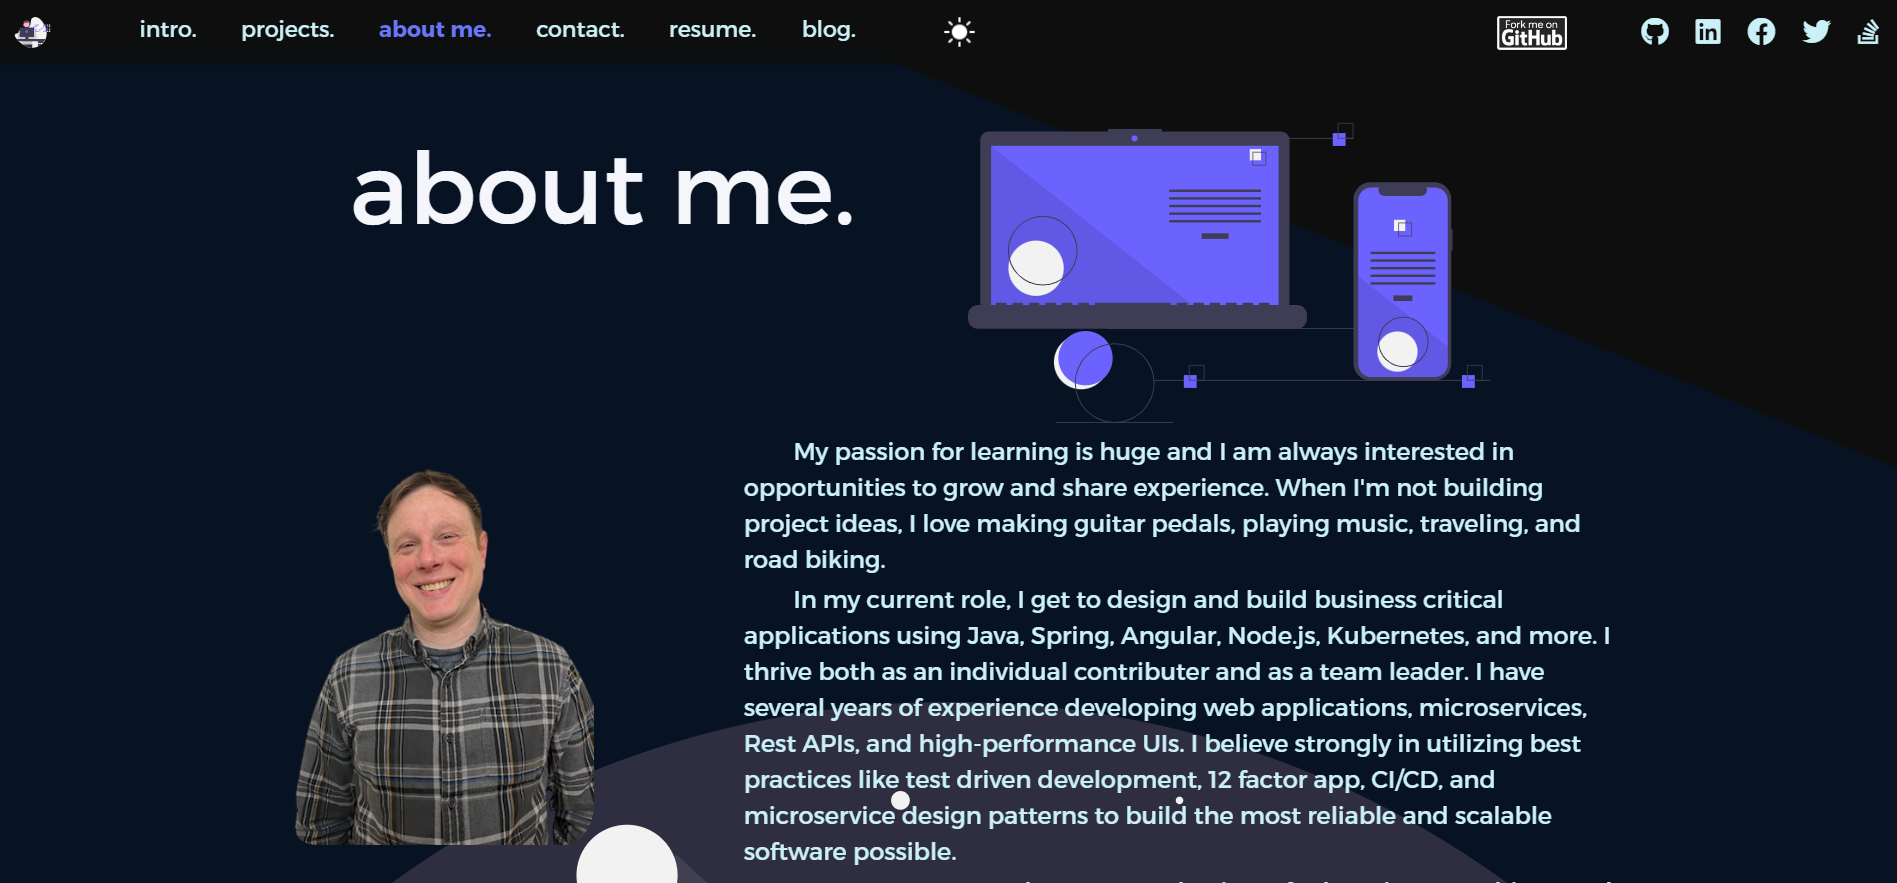 intro. projects. about me. contact. resume. blog.
Fork me on
GitHub
about me.
My passion for learning is huge and I am always interested in
opportunities to grow and share experience. When I'm not building
project ideas, I love making guitar pedals, playing music, traveling, and
road biking.
In my current role, I get to design and build business critical
applications using Java, Spring, Angular, Node.js, Kubernetes, and more. I
thrive both as an individual contributer and as a team leader. I have
several years of experience developing web applications, microservices,
Rest APIs, and high-performance UIs. I believe strongly in utilizing best
practices like test driven development, 12 factor app, CI/CD, and
microservice design patterns to build the most reliable and scalable
software possible.